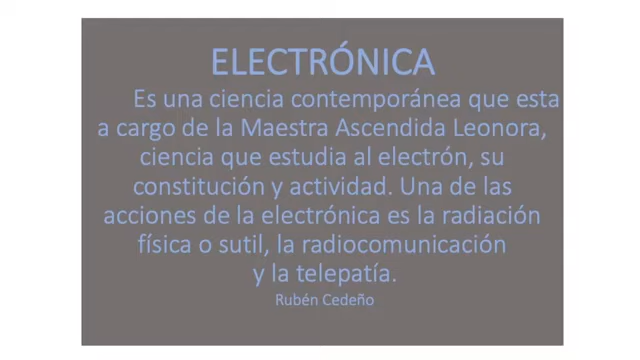 ELECTRÓNICA
Es una ciencia contemporánea que esta
a cargo de la Maestra Ascendida Leonora,
ciencia que estudia al electrón, su
constitución y actividad. Una de las
acciones de la electrónica es la radiación
física o sutil, la radiocomunicación
y la telepatía.
Rubén Cedeño